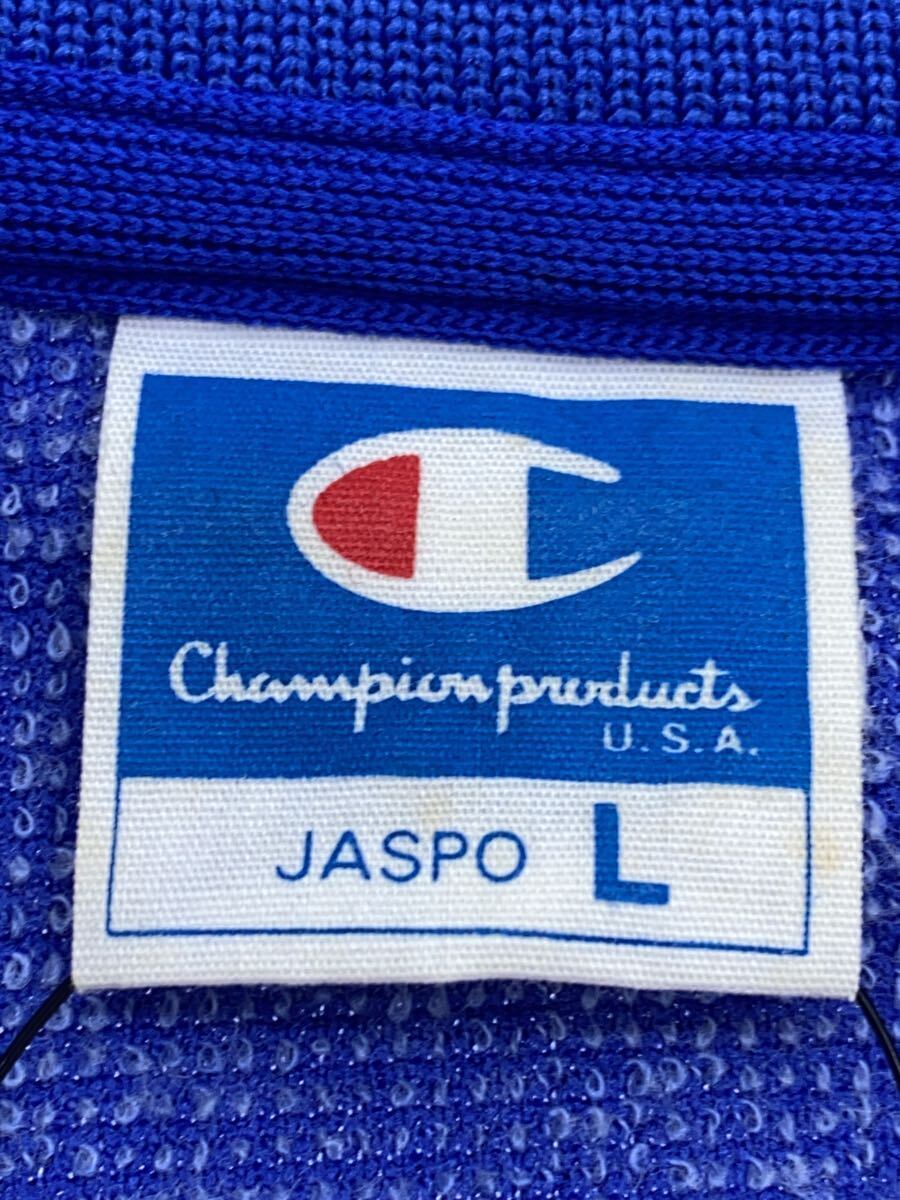 Champion products
U.S.A.
JASPO L